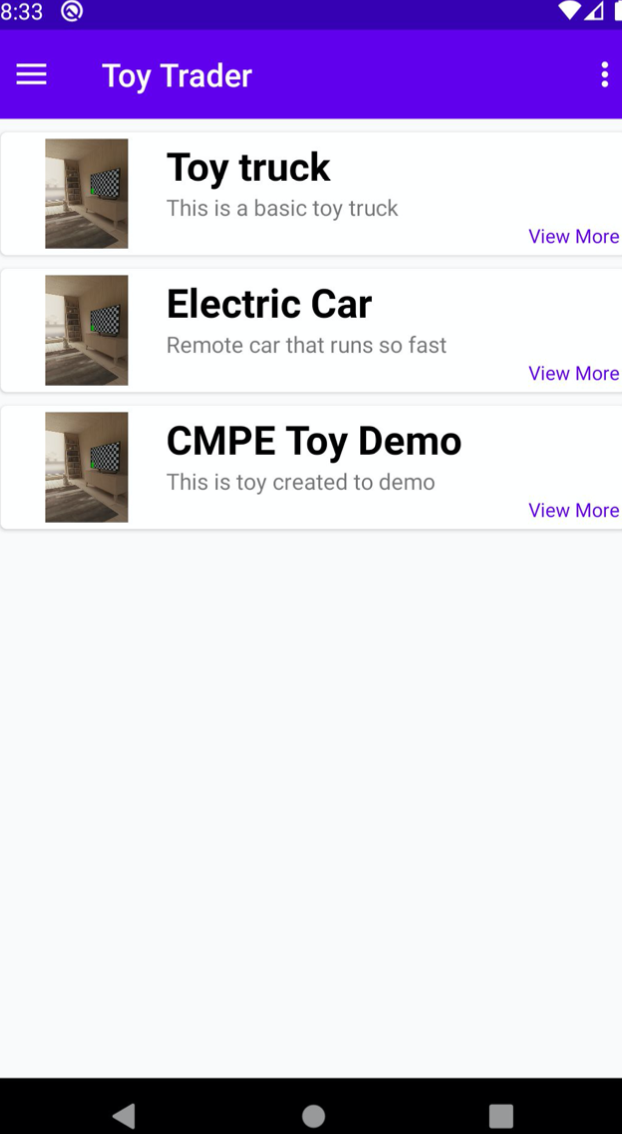 8:33
Toy Trader
Toy truck
This is a basic toy truck
View More
Electric Car
Remote car that runs so fast
View More
CMPE Toy Demo
This is toy created to demo
View More